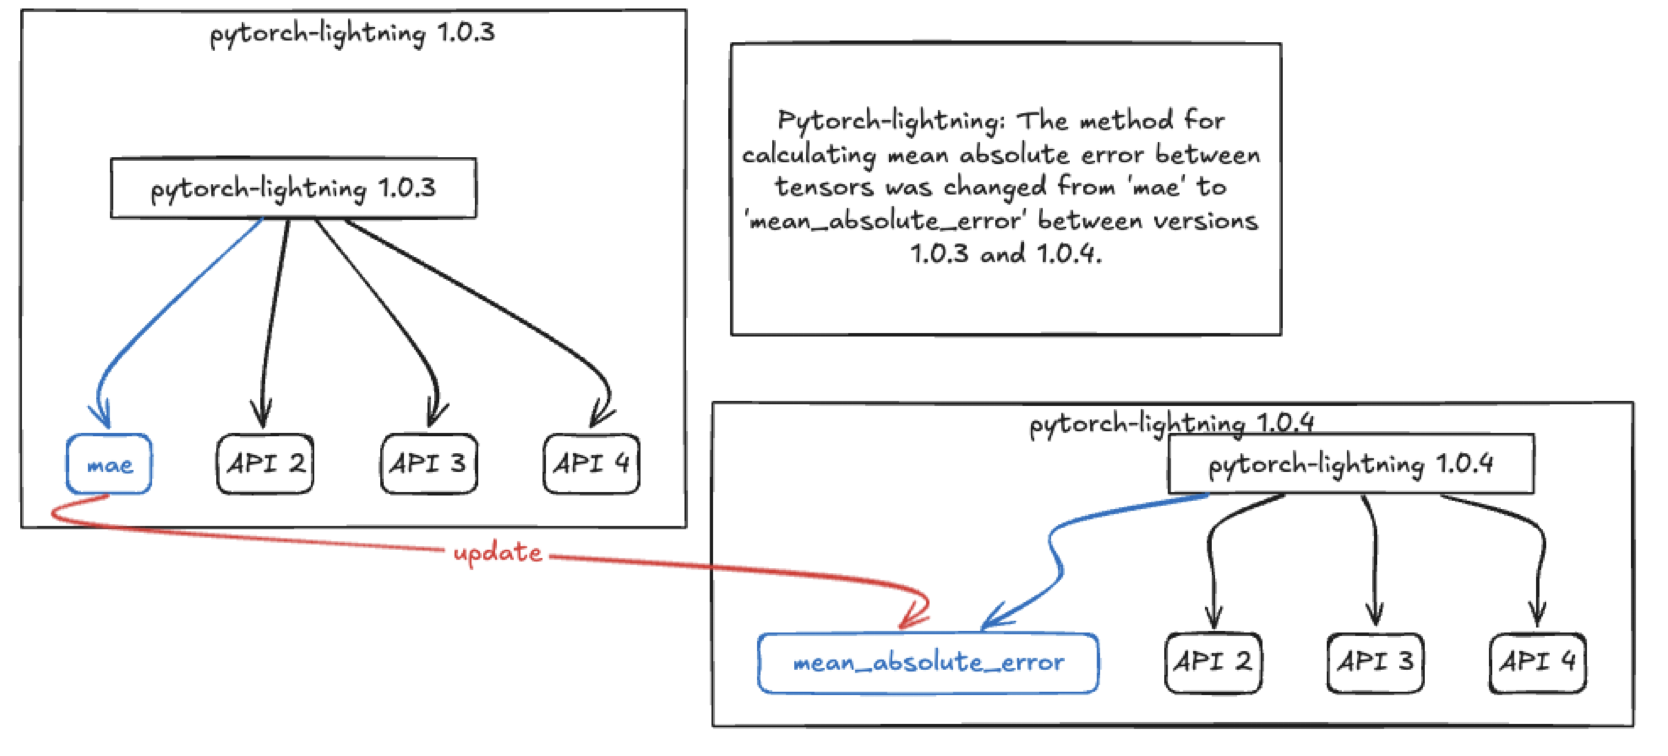 pytorch-lightning 1.0.3
pytorch-lightning 1.0.3
mae
API 2
API 3
API 4
Pytorch-lightning: The method for
calculating mean absolute error between
tensors was changed from 'mae' to
'mean_absolute_error' between versions
1.0.3 and 1.0.4.
update
pytorch-lightning 1.0.4
pytorch-lightning 1.0.4
mean_absolute_error
API 2
API 3
API 4